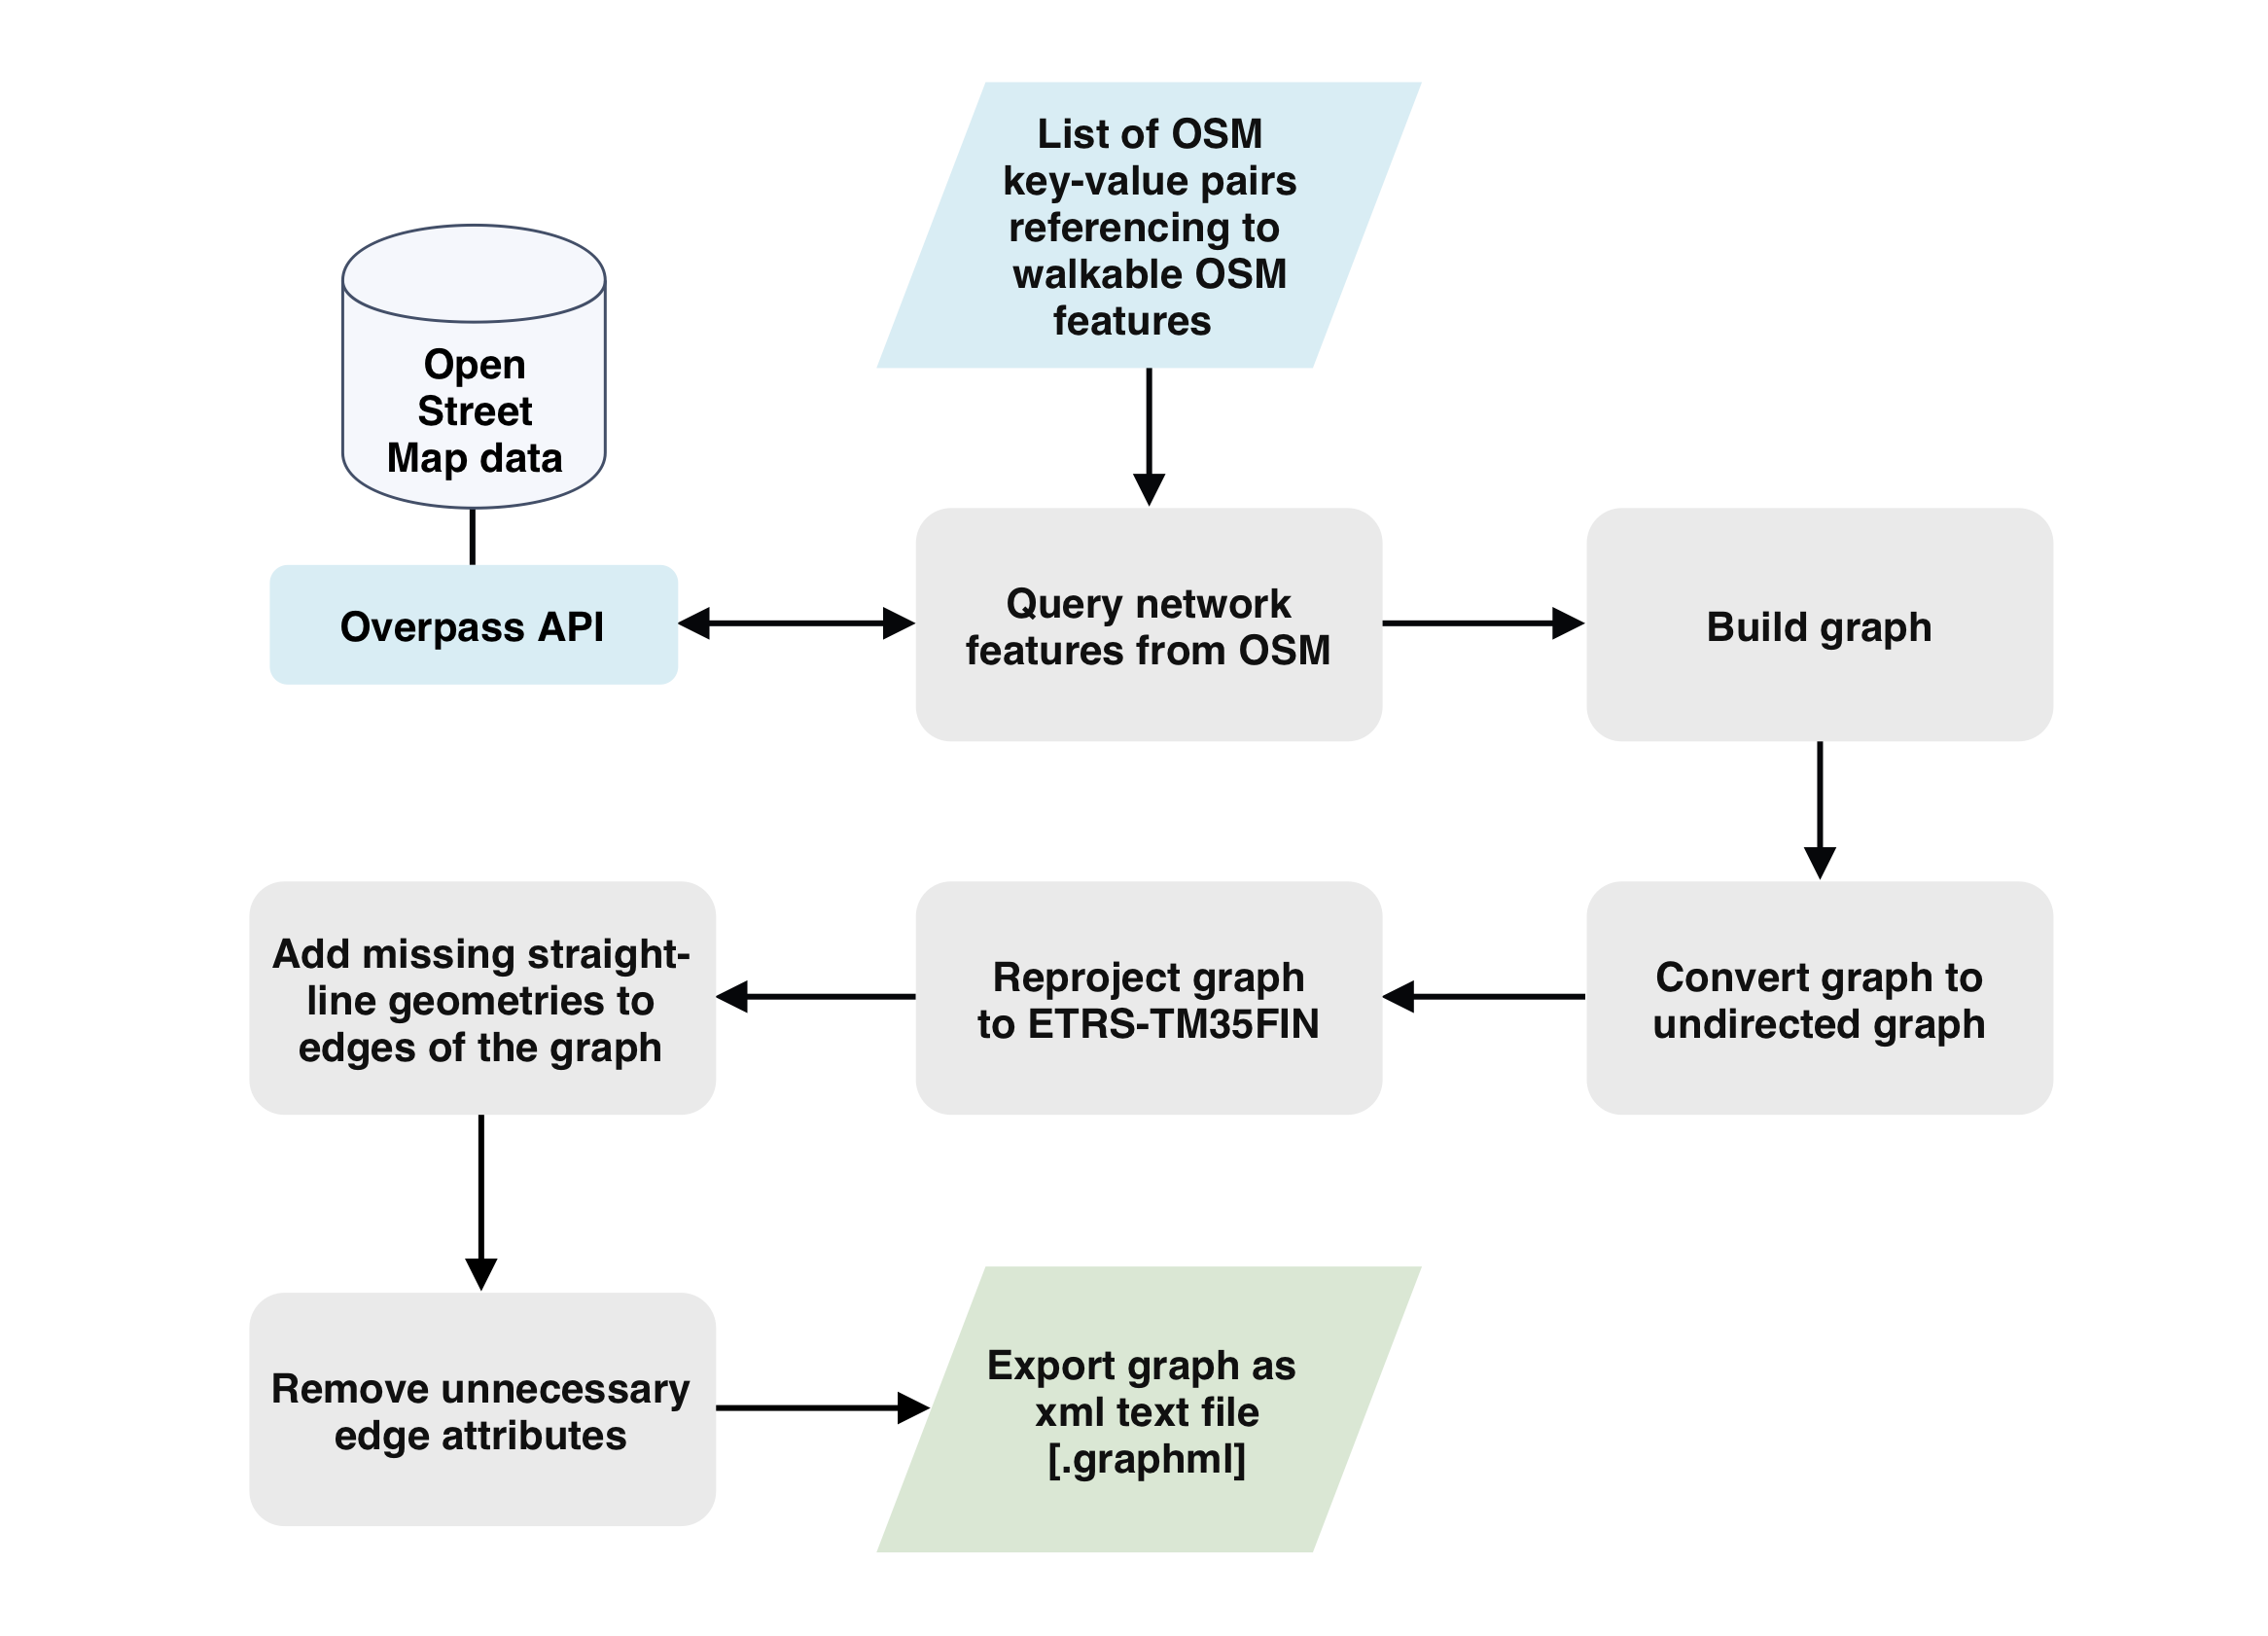 List of OSM
key-value pairs
referencing to
walkable OSM
features
Open
Street
Map data
Overpass API
Query network
features from OSM
Build graph
Add missing straight-
line geometries to
edges of the graph
Reproject graph
to ETRS-TM35FIN
Convert graph to
undirected graph
Remove unnecessary
edge attributes
Export graph as
xml text file
[.graphml]